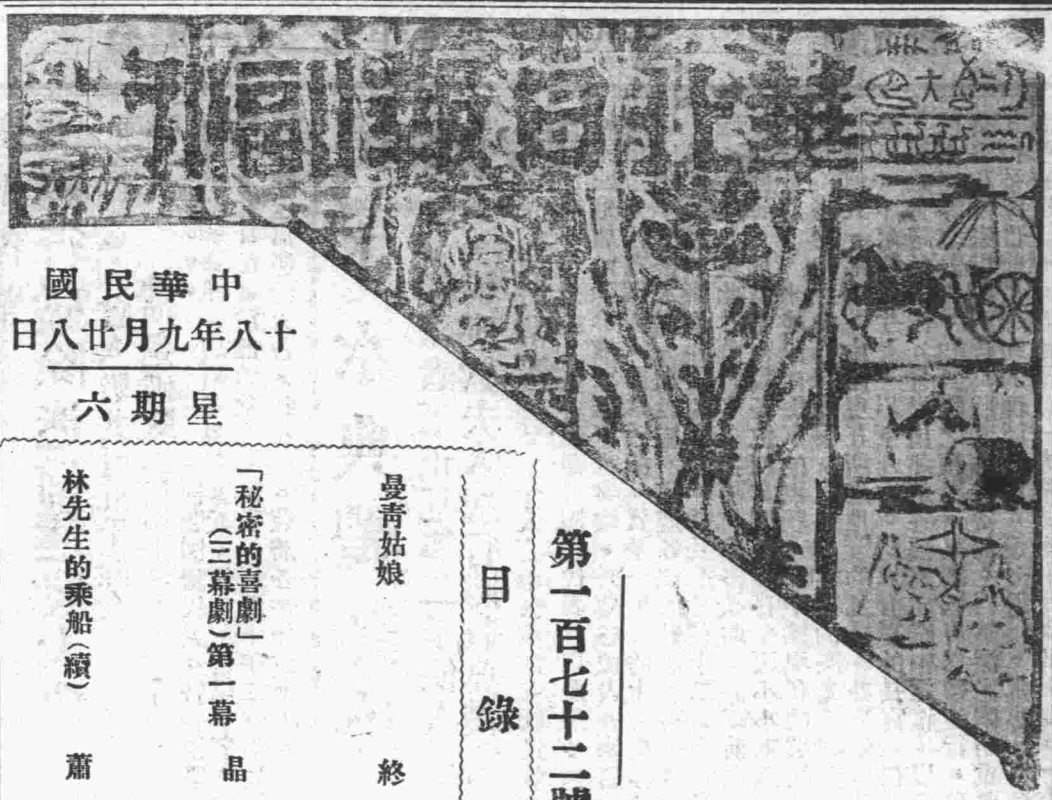 華北日報副刊
中華民國
十八年九月廿八日
星期六
第一百七十二號
目錄
曼青姑娘 終
「秘密的喜劇」
(三幕劇)第一幕 晶
林先生的乘船(續) 蕭